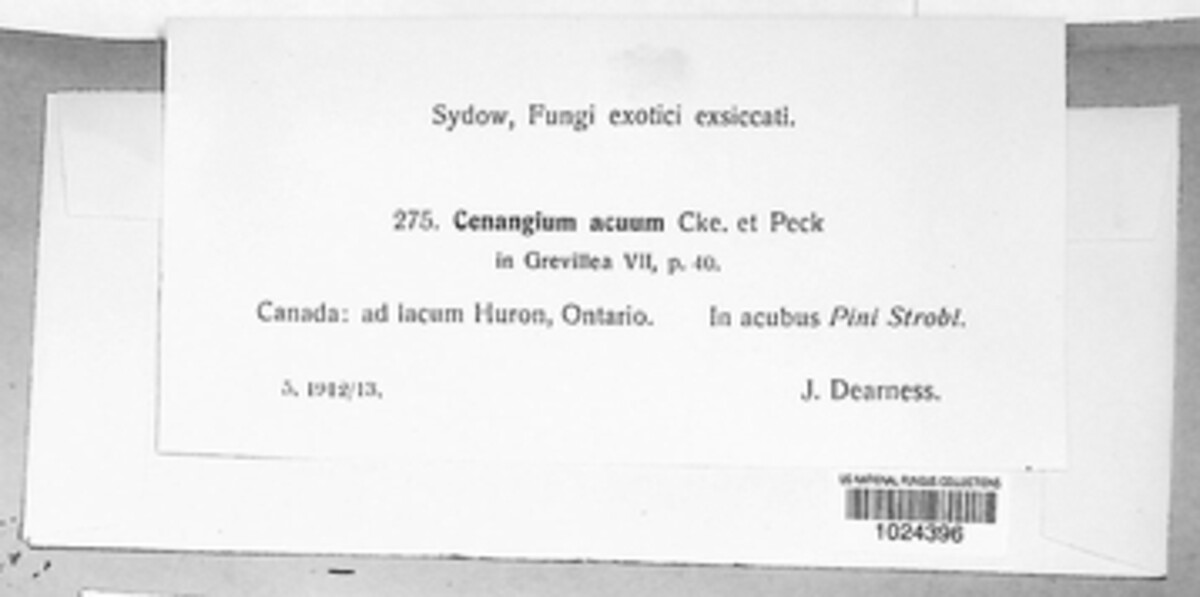 Sydow, Fungi exotici exsiccati.
275. Cenangium acuum Cke. et Peck
in Grevillea VII, p. 40.
Canada: ad lacum Huron, Ontario. In acubus Pini Strobi.
5. 1912/13. J. Dearness.
US NATIONAL FUNGUS COLLECTIONS
1024396